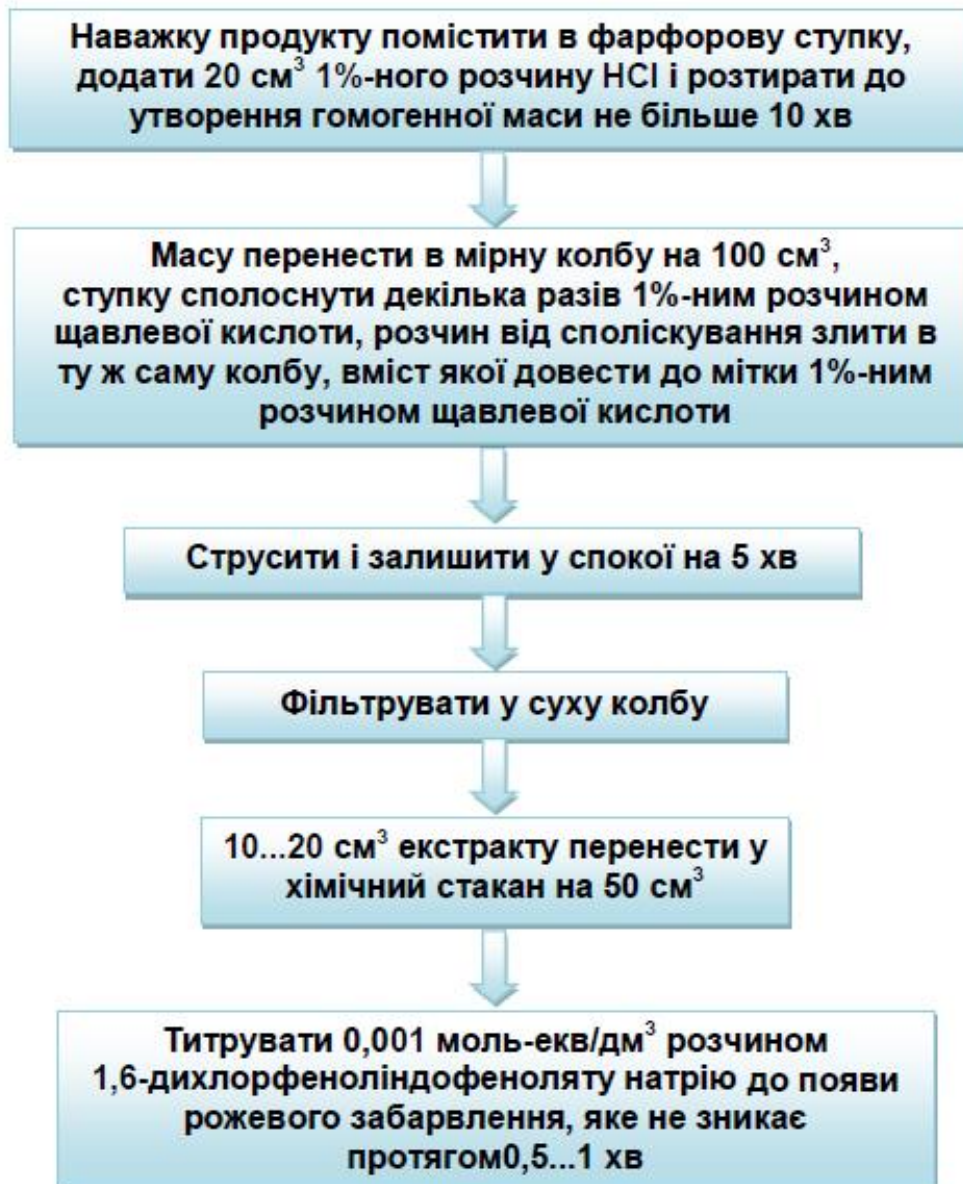 Наважку продукту помістити в фарфорову ступку,
додати 20 см³ 1%-ного розчину HCl і розтирати до
утворення гомогенної маси не більше 10 хв
Масу перенести в мірну колбу на 100 см³,
ступку сполоснути декілька разів 1%-ним розчином
щавлевої кислоти, розчин від споліскування злити в
ту ж саму колбу, вміст якої довести до мітки 1%-ним
розчином щавлевої кислоти
Струсити і залишити у спокої на 5 хв
Фільтрувати у суху колбу
10...20 см³ екстракту перенести у
хімічний стакан на 50 см³
Титрувати 0,001 моль-екв/дм³ розчином
1,6-дихлорфеноліндофеноляту натрію до появи
рожевого забарвлення, яке не зникає
протягом0,5...1 хв